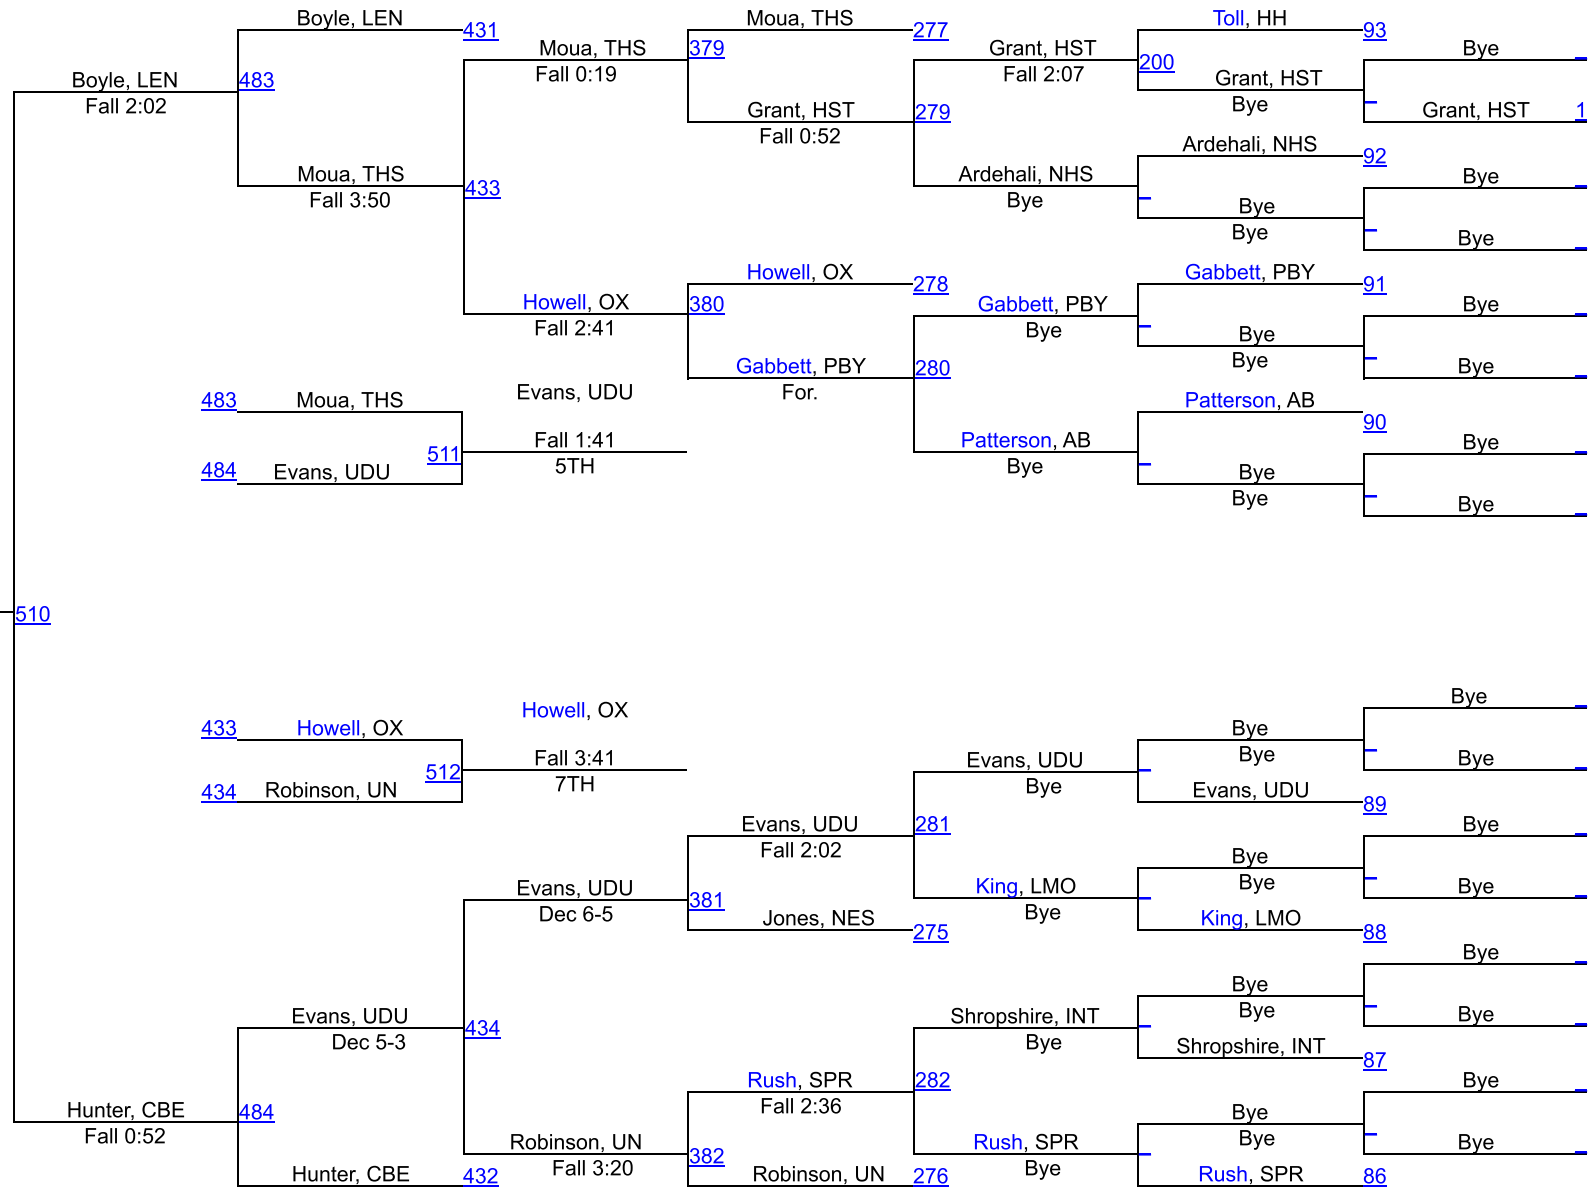 Boyle, LEN
431
Moua, THS
277
Toll, HH
93
Moua, THS
379
Grant, HST
Bye
Fall 0:19
Fall 2:07
200
Boyle, LEN
483
Grant, HST
Fall 2:02
Bye
Grant, HST
279
Grant, HST
1
Fall 0:52
Ardehali, NHS
92
Moua, THS
Ardehali, NHS
Bye
Fall 3:50
433
Bye
Bye
Bye
Bye
Howell, OX
278
Gabbett, PBY
91
Howell, OX
380
Gabbett, PBY
Bye
Fall 2:41
Bye
Bye
Gabbett, PBY
280
Bye
Bye
Evans, UDU
For.
483
Moua, THS
Patterson, AB
90
Fall 1:41
Patterson, AB
Bye
511
5TH
Bye
484
Evans, UDU
Bye
Bye
Bye
510
Bye
Howell, OX
433
Howell, OX
Bye
Fall 3:41
Evans, UDU
Bye
Bye
512
7TH
Bye
434
Robinson, UN
Evans, UDU
89
Evans, UDU
281
Bye
Fall 2:02
Bye
Evans, UDU
King, LMO
Bye
Bye
Dec 6-5
381
Bye
Jones, NES
275
King, LMO
88
Bye
Bye
Evans, UDU
434
Shropshire, INT
Bye
Bye
Dec 5-3
Bye
Shropshire, INT
87
Rush, SPR
282
Bye
Fall 2:36
Hunter, CBE
484
Bye
Fall 0:52
Robinson, UN
Rush, SPR
Bye
Bye
Fall 3:20
382
Bye
Hunter, CBE
432
Robinson, UN
276
Rush, SPR
86